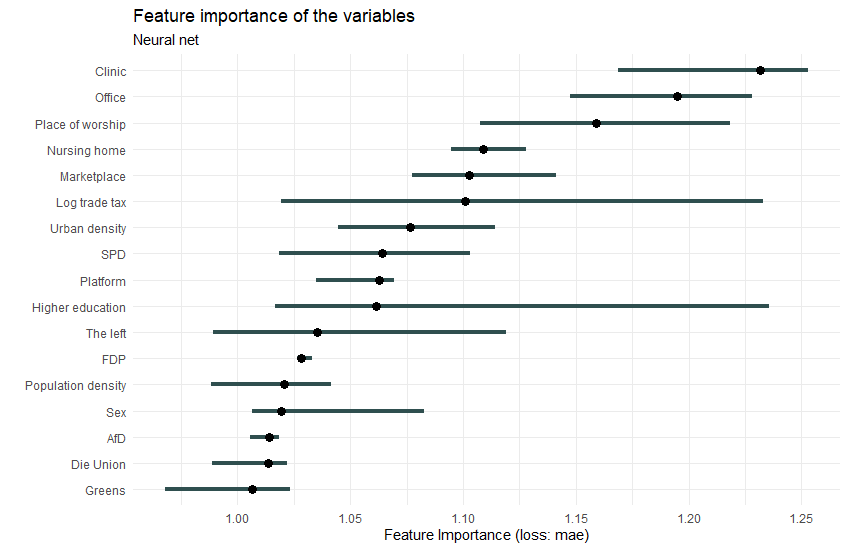 Feature importance of the variables
Neural net
Clinic
Office
Place of worship
Nursing home
Marketplace
Log trade tax
Urban density
SPD
Platform
Higher education
The left
FDP
Population density
Sex
AfD
Die Union
Greens
1.00 1.05 1.10 1.15 1.20 1.25
Feature Importance (loss: mae)